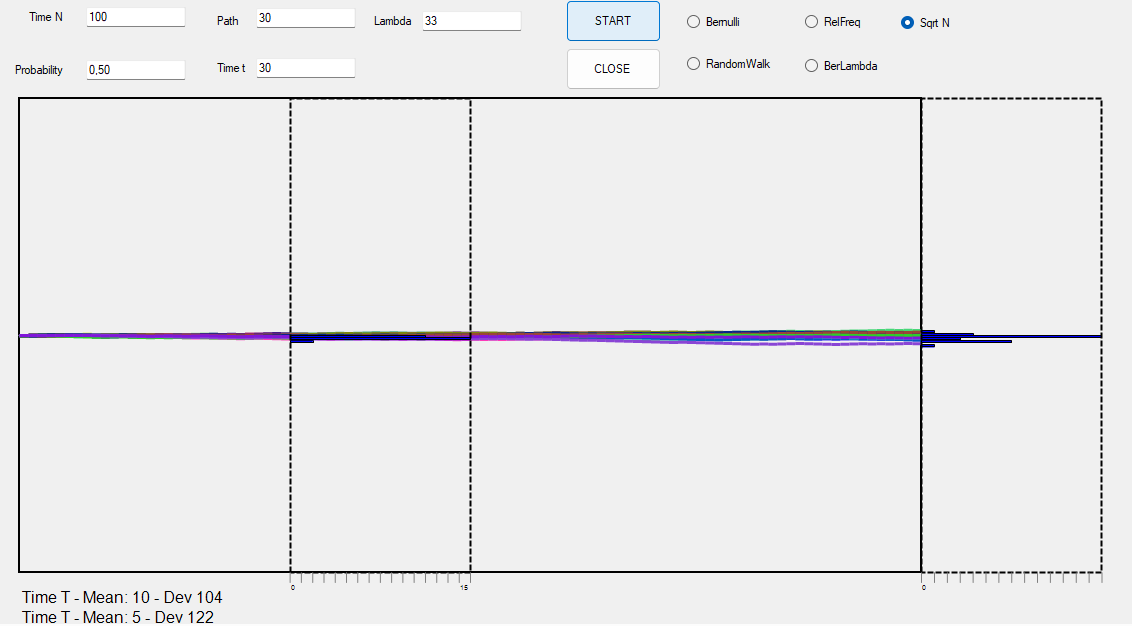 Time N 100 Path 30 Lambda 33 START Bernulli RelFreq Sqrt N
Probability 0,50 Time t 30 CLOSE RandomWalk BerLambda
0 15 0
Time T - Mean: 10 - Dev 104
Time T - Mean: 5 - Dev 122